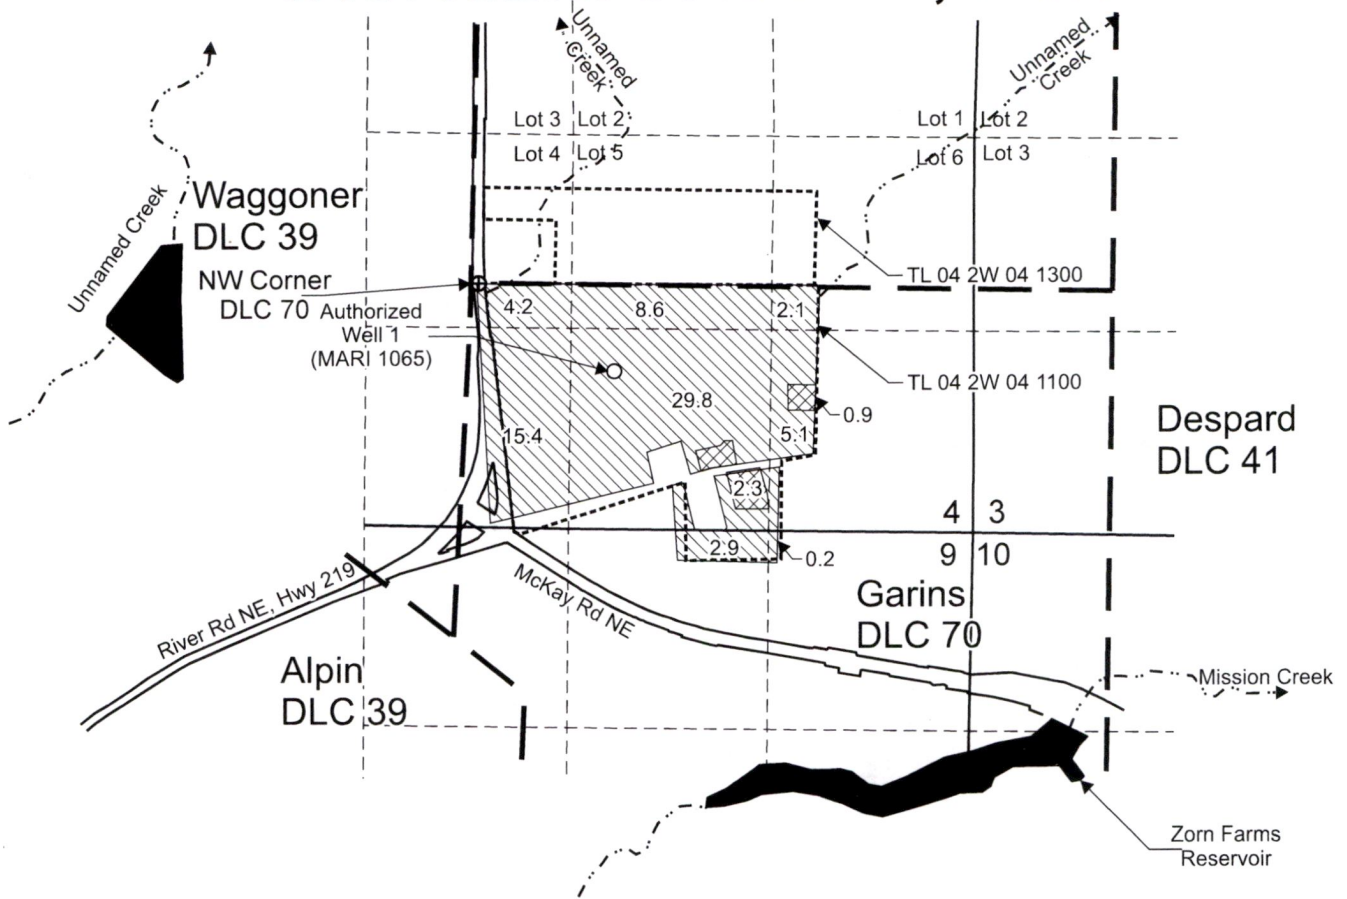 Unnamed
Creek
Unnamed
Creek
Lot 3
Lot 2
Lot 1
Lot 2
Lot 4
Lot 5
Lot 6
Lot 3
Unnamed Creek
Waggoner
DLC 39
NW Corner
DLC 70
TL 04 2W 04 1300
Authorized
Well 1
(MARI 1065)
4.2
8.6
2.1
TL 04 2W 04 1100
29.8
0.9
15.4
5.1
Despard
DLC 41
2.3
4
3
2.9
0.2
9
10
River Rd NE, Hwy 219
McKay Rd NE
Garins
DLC 70
Alpin
DLC 39
Mission Creek
Zorn Farms
Reservoir